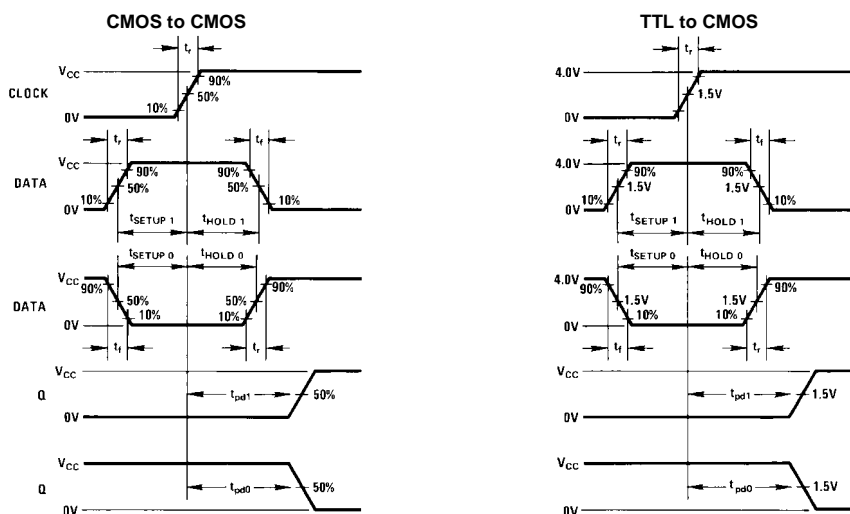 CMOS to CMOS
tr
VCC
90%
50%
CLOCK
10%
0V
tr
tf
VCC
90%
90%
50%
50%
DATA
10%
10%
0V
tSETUP 1
tHOLD 1
tSETUP 0
tHOLD 0
VCC
90%
90%
50%
50%
DATA
10%
10%
0V
tf
tr
VCC
Q
tpd1
50%
0V
VCC
Q
tpd0
50%
0V
TTL to CMOS
tr
4.0V
90%
1.5V
10%
0V
tr
tf
4.0V
90%
90%
1.5V
1.5V
10%
10%
0V
tSETUP 1
tHOLD 1
tSETUP 0
tHOLD 0
4.0V
90%
90%
1.5V
1.5V
10%
10%
0V
tf
tr
VCC
tpd1
1.5V
0V
VCC
tpd0
1.5V
0V